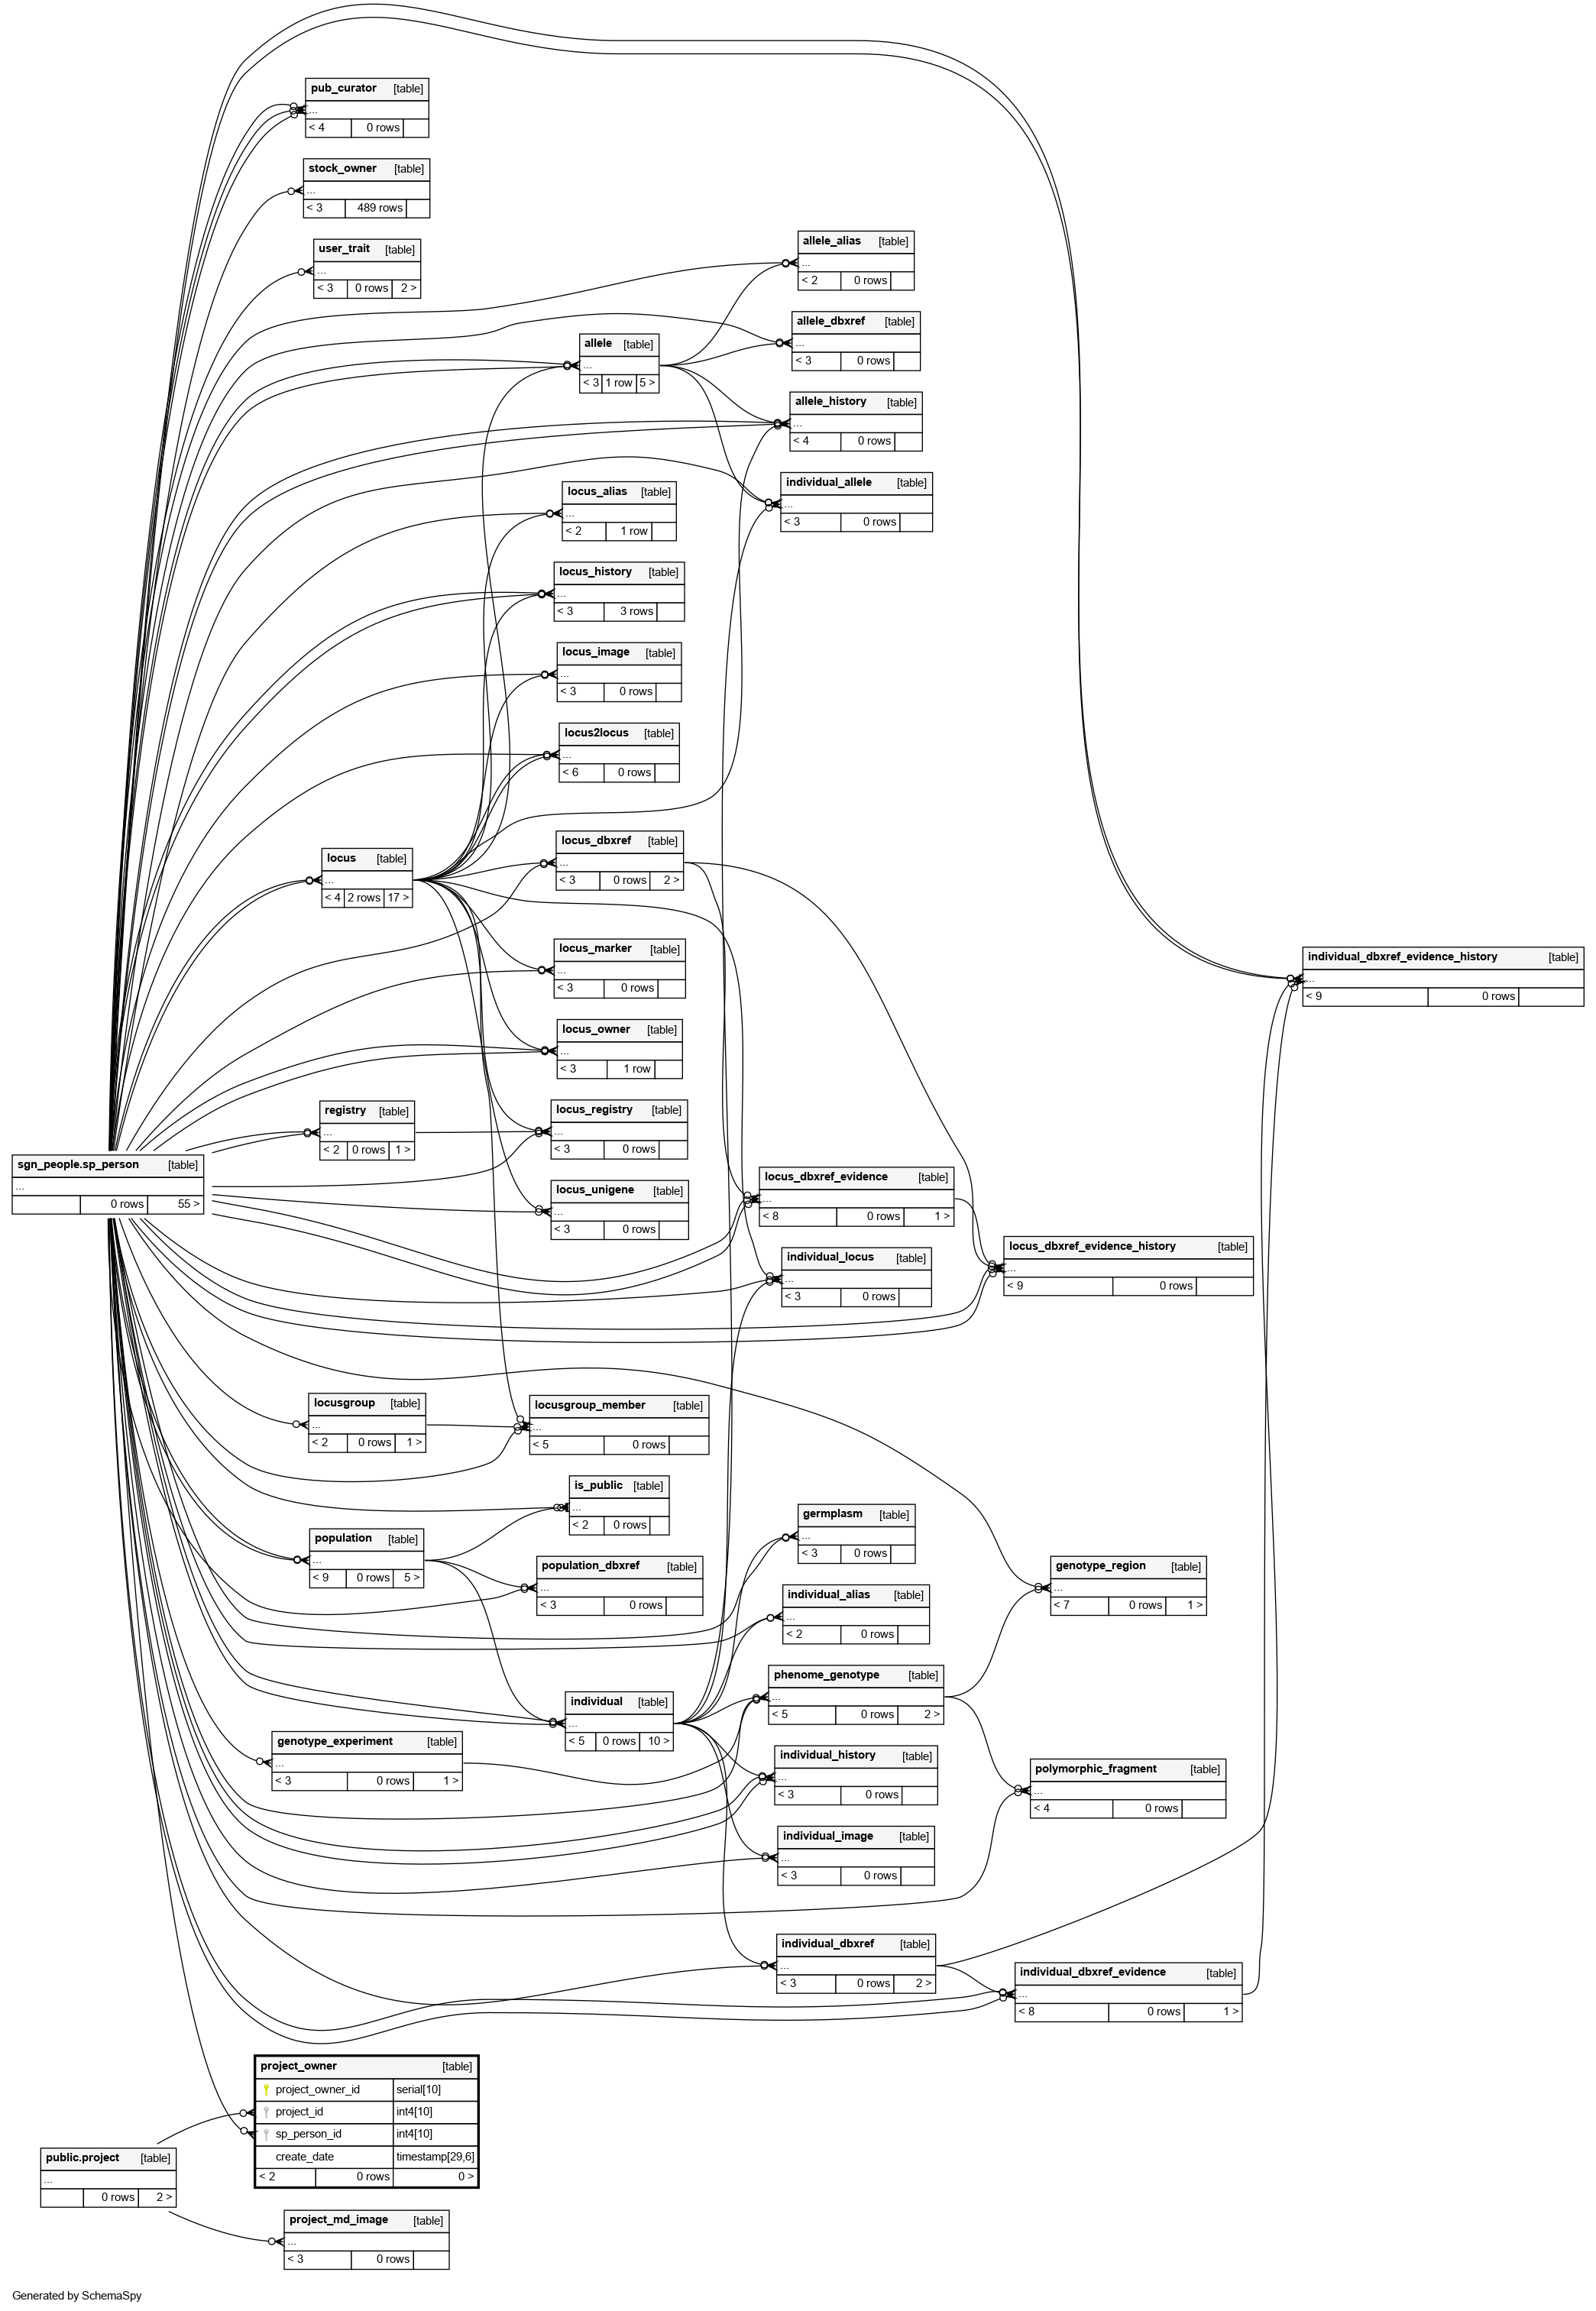 pub_curator [table]
...
< 4 0 rows
stock_owner [table]
...
< 3 489 rows
user_trait [table]
...
< 3 0 rows 2 >
allele_alias [table]
...
< 2 0 rows
allele_dbxref [table]
...
< 3 0 rows
allele [table]
...
< 3 1 row 5 >
allele_history [table]
...
< 4 0 rows
individual_allele [table]
...
< 3 0 rows
locus_alias [table]
...
< 2 1 row
locus_history [table]
...
< 3 3 rows
locus_image [table]
...
< 3 0 rows
locus2locus [table]
...
< 6 0 rows
locus_dbxref [table]
...
< 3 0 rows 2 >
locus [table]
...
< 4 2 rows 17 >
locus_marker [table]
...
< 3 0 rows
individual_dbxref_evidence_history [table]
...
< 9 0 rows
locus_owner [table]
...
< 3 1 row
registry [table]
...
< 2 0 rows 1 >
locus_registry [table]
...
< 3 0 rows
sgn_people.sp_person [table]
...
0 rows 55 >
locus_unigene [table]
...
< 3 0 rows
locus_dbxref_evidence [table]
...
< 8 0 rows 1 >
individual_locus [table]
...
< 3 0 rows
locus_dbxref_evidence_history [table]
...
< 9 0 rows
locusgroup [table]
...
< 2 0 rows 1 >
locusgroup_member [table]
...
< 5 0 rows
is_public [table]
...
< 2 0 rows
population [table]
...
< 9 0 rows 5 >
population_dbxref [table]
...
< 3 0 rows
germplasm [table]
...
< 3 0 rows
individual_alias [table]
...
< 2 0 rows
genotype_region [table]
...
< 7 0 rows 1 >
phenome_genotype [table]
...
< 5 0 rows 2 >
individual [table]
...
< 5 0 rows 10 >
genotype_experiment [table]
...
< 3 0 rows 1 >
individual_history [table]
...
< 3 0 rows
polymorphic_fragment [table]
...
< 4 0 rows
individual_image [table]
...
< 3 0 rows
individual_dbxref [table]
...
< 3 0 rows 2 >
individual_dbxref_evidence [table]
...
< 8 0 rows 1 >
project_owner [table]
project_owner_id serial[10]
project_id int4[10]
sp_person_id int4[10]
create_date timestamp[29,6]
< 2 0 rows 0 >
public.project [table]
...
0 rows 2 >
project_md_image [table]
...
< 3 0 rows
Generated by SchemaSpy